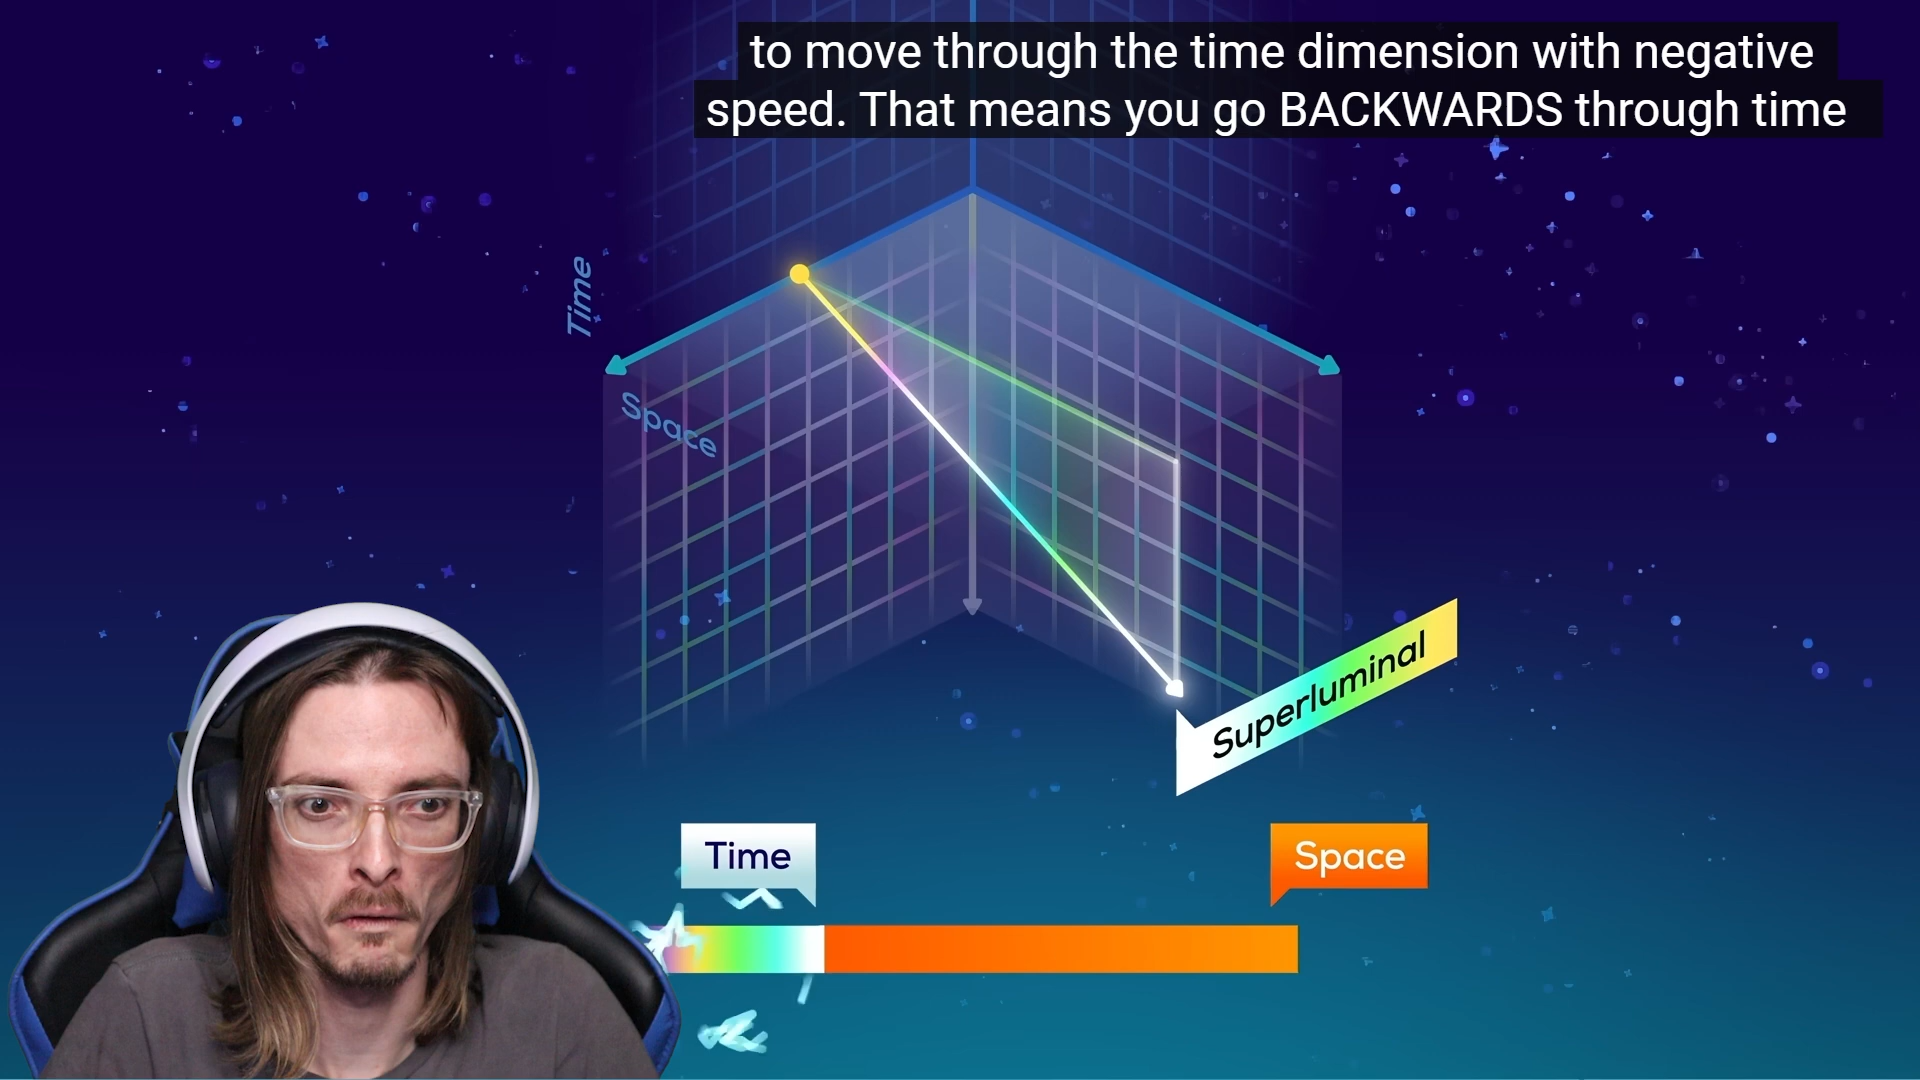 to move through the time dimension with negative
speed. That means you go BACKWARDS through time
Time
Space
Superluminal
Time
Space